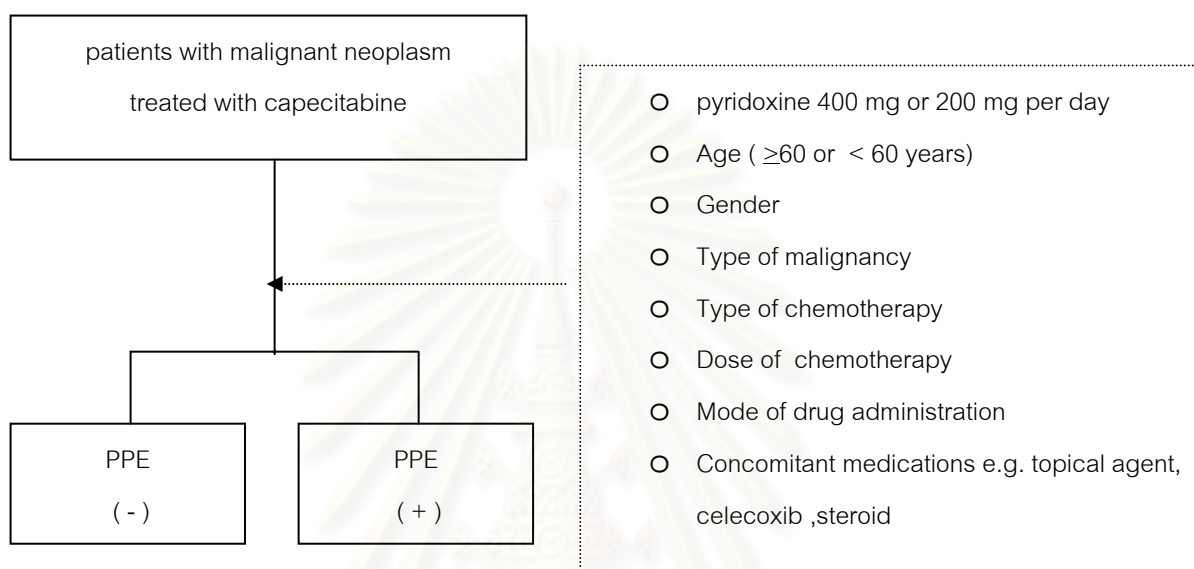 patients with malignant neoplasm
treated with capecitabine
PPE
( - )
PPE
( + )
o pyridoxine 400 mg or 200 mg per day
o Age ( ≥60 or < 60 years)
o Gender
o Type of malignancy
o Type of chemotherapy
o Dose of chemotherapy
o Mode of drug administration
o Concomitant medications e.g. topical agent,
celecoxib ,steroid